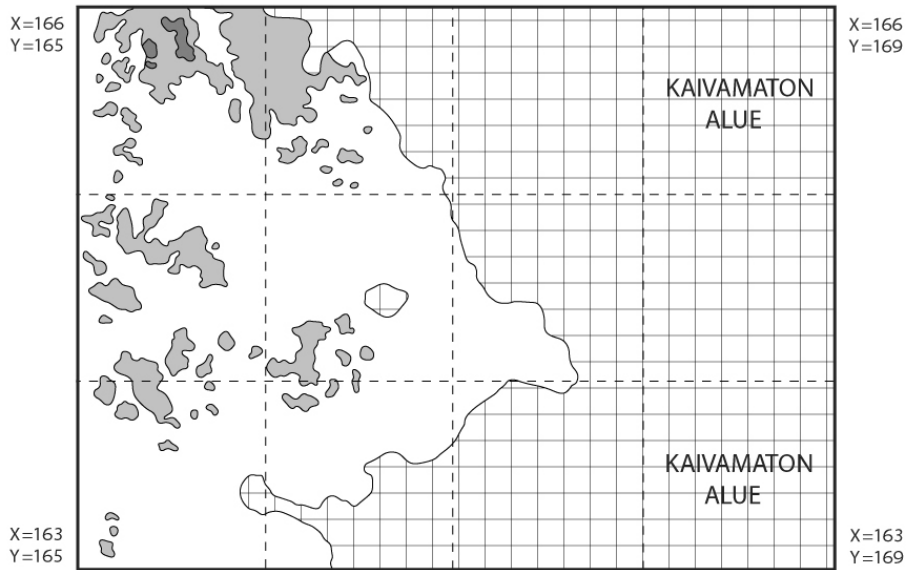 X=166
Y=165
X=166
Y=169
KAIVAMATON
ALUE
KAIVAMATON
ALUE
X=163
Y=165
X=163
Y=169